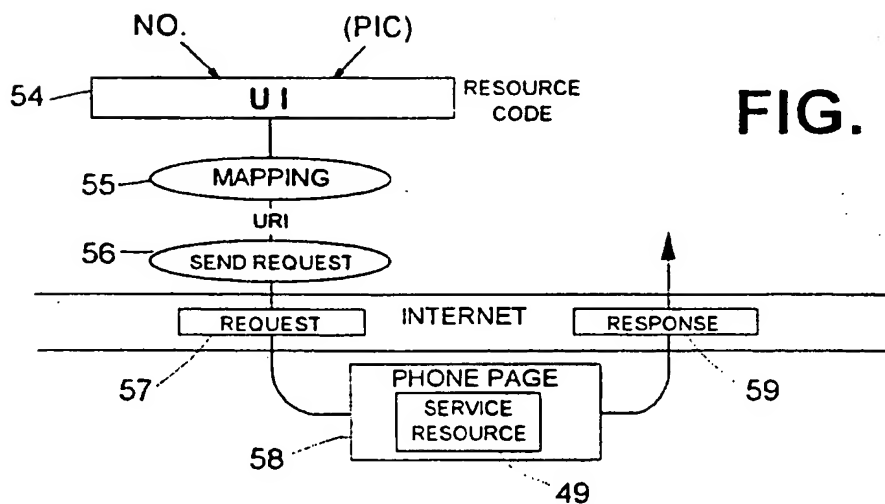 NO. (PIC)
54 UI RESOURCE CODE
FIG.
55 MAPPING
URI
56 SEND REQUEST
REQUEST INTERNET RESPONSE
57 59
PHONE PAGE
SERVICE RESOURCE
58
49